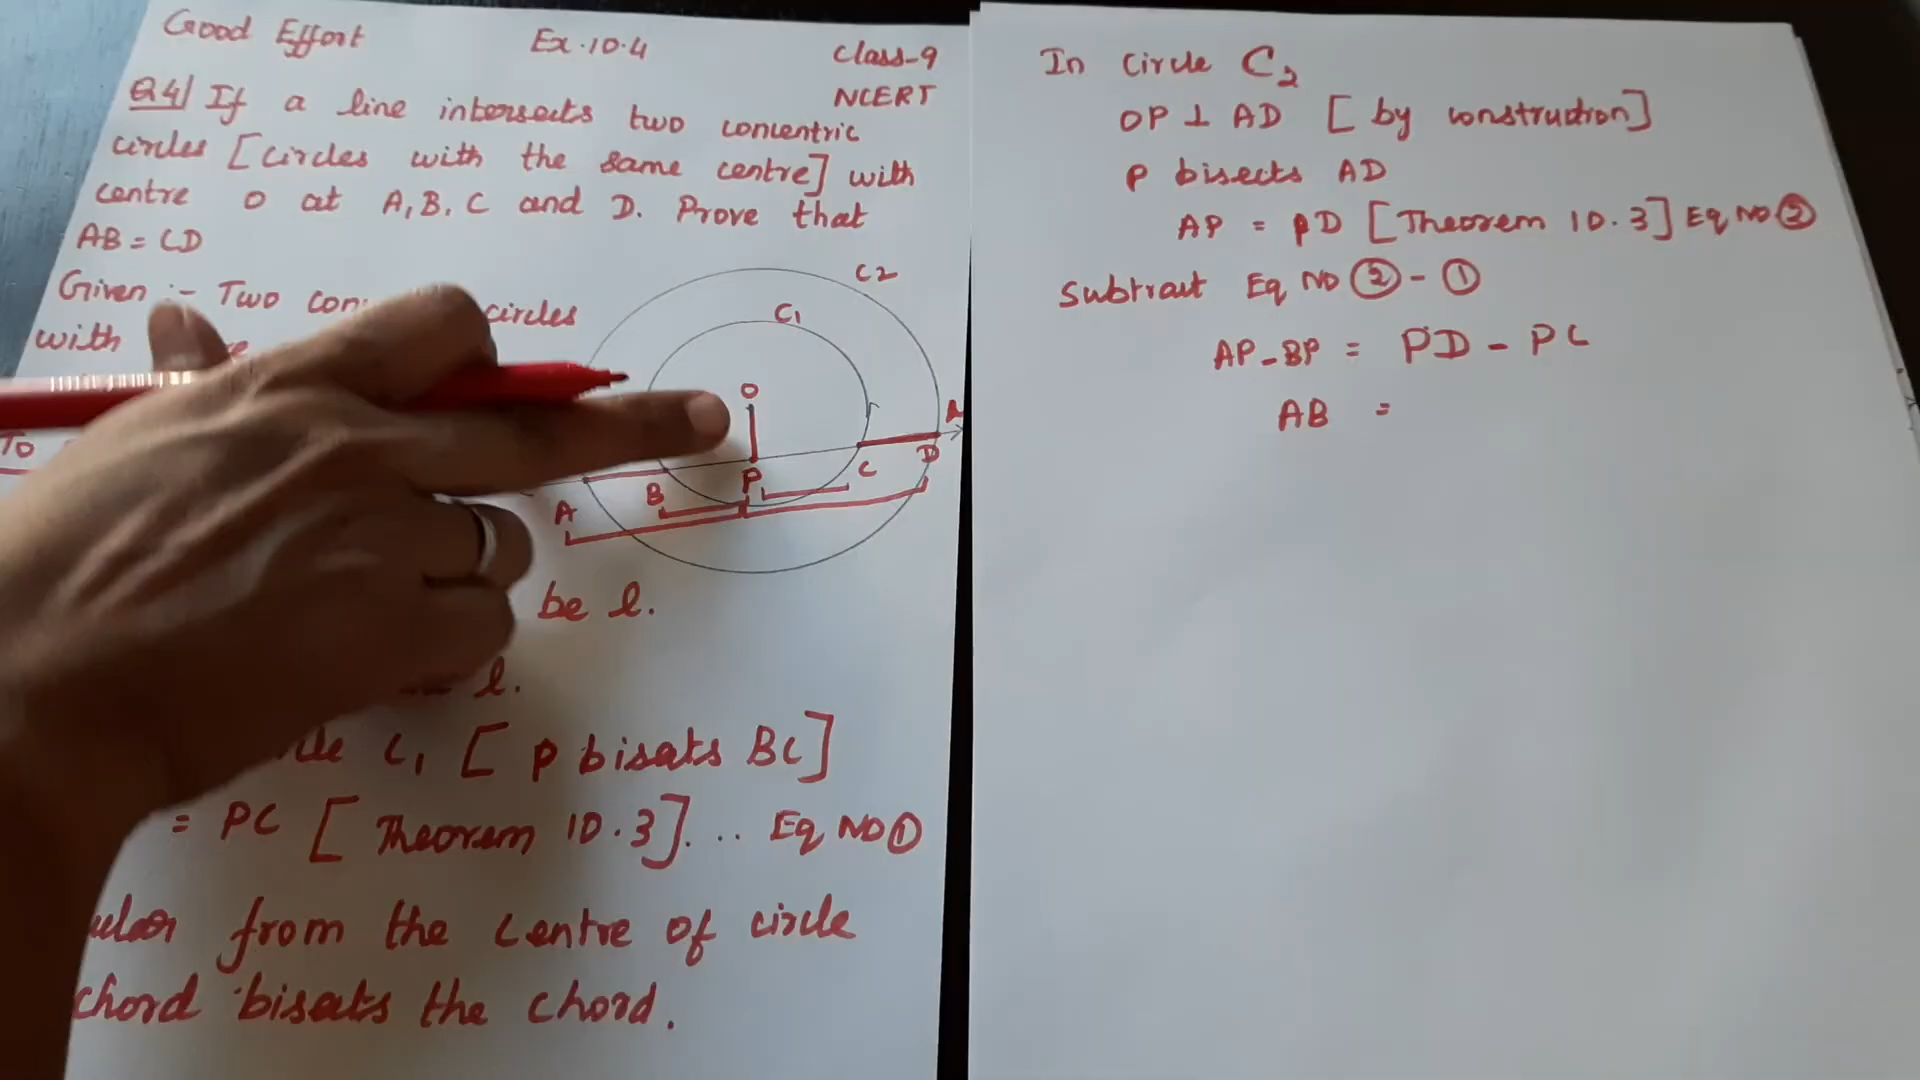 Good Effort Ex.10.4 Class-9
NCERT
Q4/ If a line intersects two concentric
circles [circles with the same centre] with
centre O at A, B, C and D. Prove that
AB = CD
Given :- Two circles
with
To
C2
C1
O
A B P C D
be l.
l.
C1 [ P bisats BC]
= PC [ Theorem 10.3]... Eq NO ①
from the centre of circle
chord bisats the chord.
In circle C2
OP ⊥ AD [ by construction]
P bisects AD
AP = PD [Theorem 10.3] Eq NO ②
Subtract Eq NO ② - ①
AP - BP = PD - PC
AB =